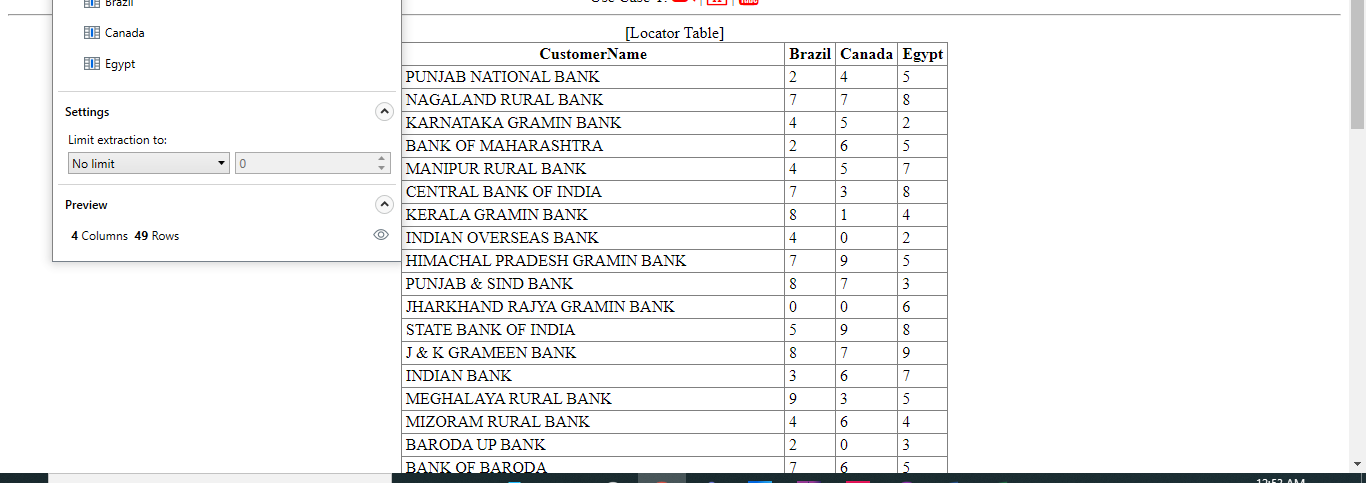 Brazil
Canada
Egypt
Settings
Limit extraction to:
No limit 0
Preview
4 Columns 49 Rows
[Locator Table]
CustomerName Brazil Canada Egypt
PUNJAB NATIONAL BANK 2 4 5
NAGALAND RURAL BANK 7 7 8
KARNATAKA GRAMIN BANK 4 5 2
BANK OF MAHARASHTRA 2 6 5
MANIPUR RURAL BANK 4 5 7
CENTRAL BANK OF INDIA 7 3 8
KERALA GRAMIN BANK 8 1 4
INDIAN OVERSEAS BANK 4 0 2
HIMACHAL PRADESH GRAMIN BANK 7 9 5
PUNJAB & SIND BANK 8 7 3
JHARKHAND RAJYA GRAMIN BANK 0 0 6
STATE BANK OF INDIA 5 9 8
J & K GRAMEEN BANK 8 7 9
INDIAN BANK 3 6 7
MEGHALAYA RURAL BANK 9 3 5
MIZORAM RURAL BANK 4 6 4
BARODA UP BANK 2 0 3
BANK OF BARODA 7 6 5